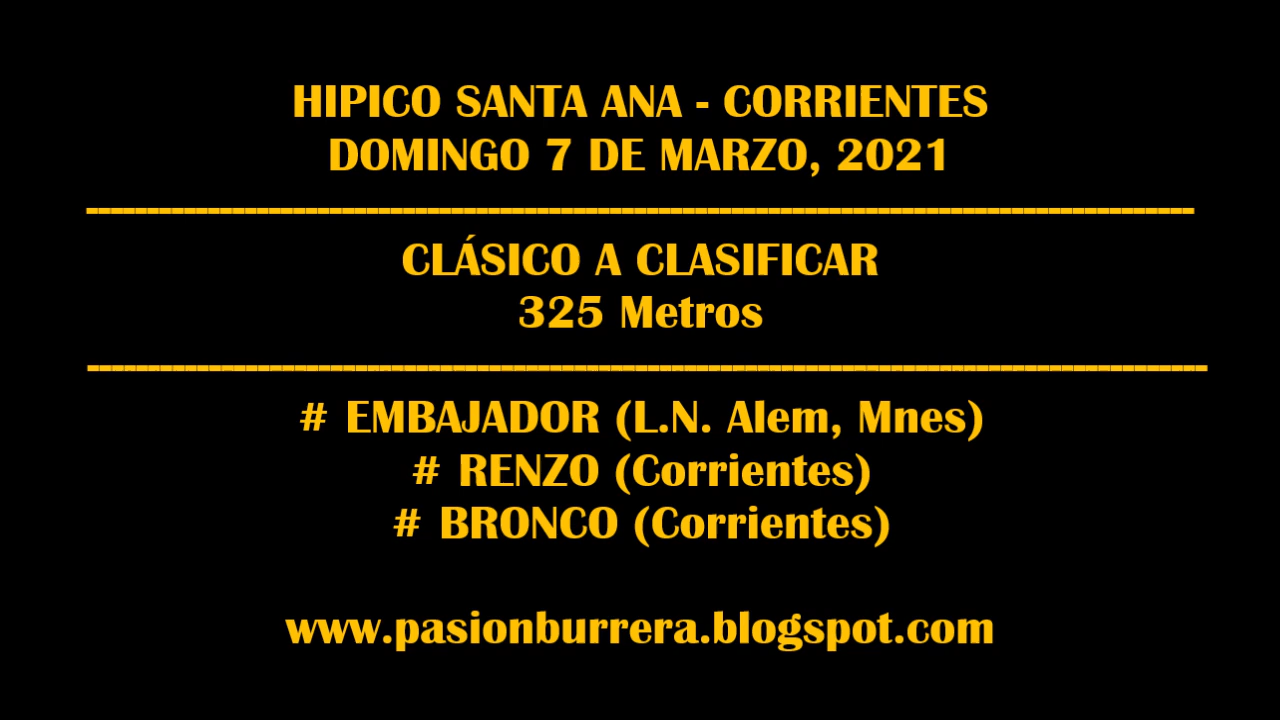 HIPICO SANTA ANA - CORRIENTES
DOMINGO 7 DE MARZO, 2021
CLÁSICO A CLASIFICAR
325 Metros
# EMBAJADOR (L.N. Alem, Mnes)
# RENZO (Corrientes)
# BRONCO (Corrientes)
www.pasionburrera.blogspot.com